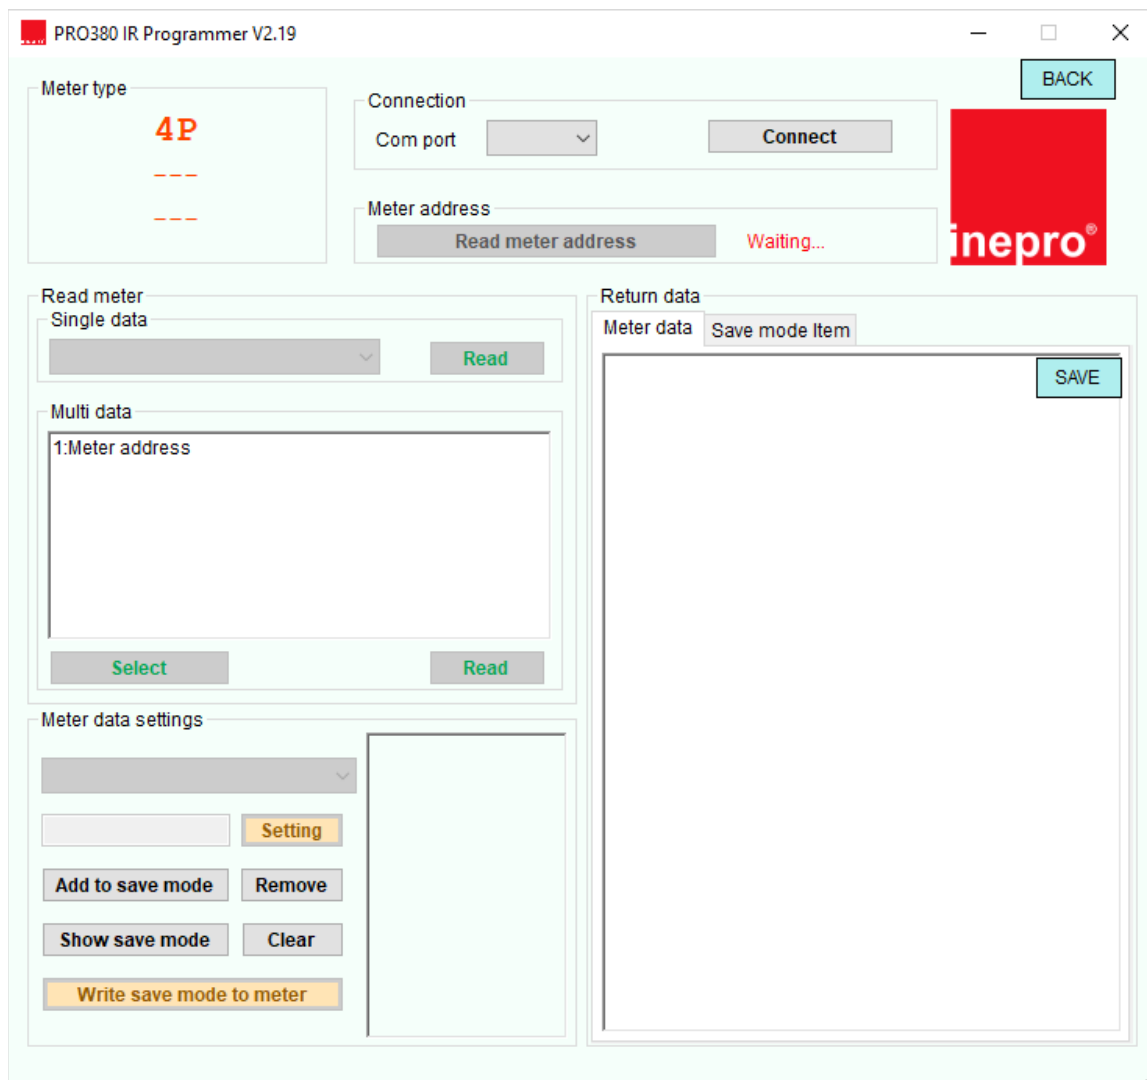 PRO380 IR Programmer V2.19
BACK
Meter type
4P
---
---
Connection
Com port
Connect
Meter address
Read meter address
Waiting...
inepro®
Read meter
Single data
Read
Multi data
1:Meter address
Select
Read
Return data
Meter data
Save mode Item
SAVE
Meter data settings
Setting
Add to save mode
Remove
Show save mode
Clear
Write save mode to meter